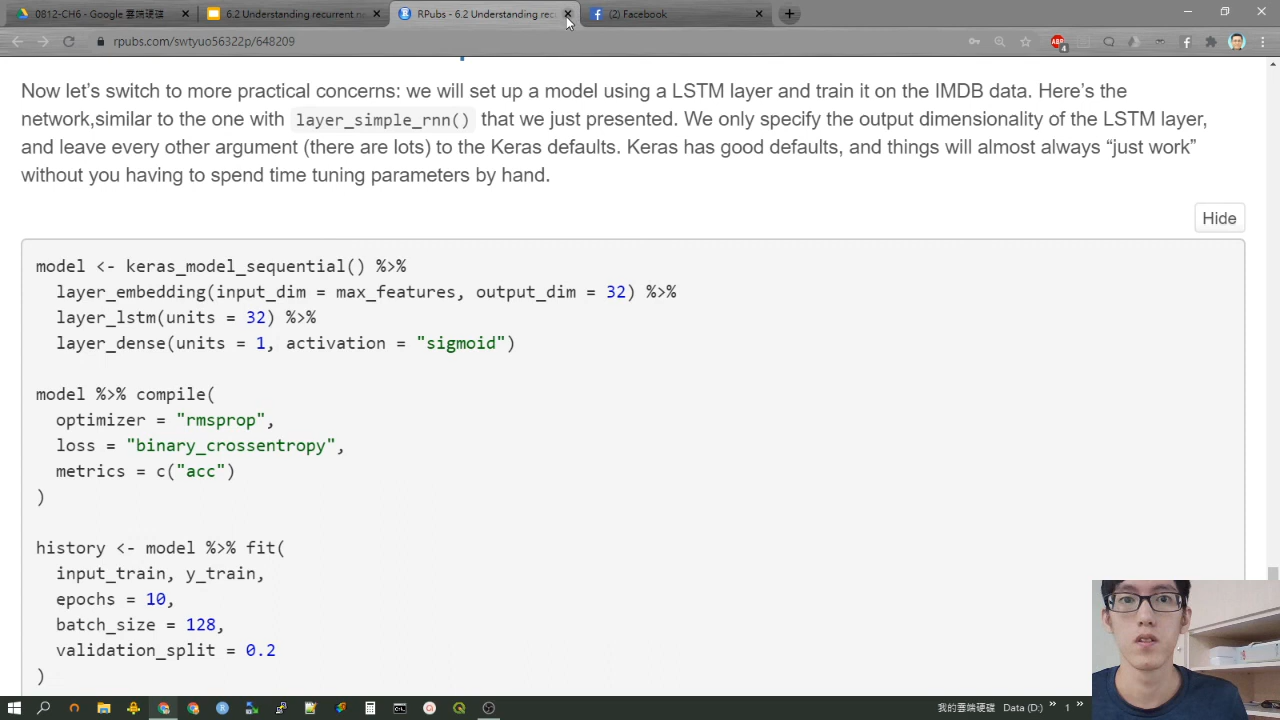 0812-CH6 - Google 雲端硬碟
6.2 Understanding recurrent n
RPubs - 6.2 Understanding rec
(2) Facebook
rpubs.com/swtyuo56322p/648209
4
Now let's switch to more practical concerns: we will set up a model using a LSTM layer and train it on the IMDB data. Here's the
network,similar to the one with layer_simple_rnn() that we just presented. We only specify the output dimensionality of the LSTM layer,
and leave every other argument (there are lots) to the Keras defaults. Keras has good defaults, and things will almost always “just work”
without you having to spend time tuning parameters by hand.
Hide
model <- keras_model_sequential() %>%
layer_embedding(input_dim = max_features, output_dim = 32) %>%
layer_lstm(units = 32) %>%
layer_dense(units = 1, activation = "sigmoid")
model %>% compile(
optimizer = "rmsprop",
loss = "binary_crossentropy",
metrics = c("acc")
)
history <- model %>% fit(
input_train, y_train,
epochs = 10,
batch_size = 128,
validation_split = 0.2
)
我的雲端硬碟 Data (D:) » 1 »